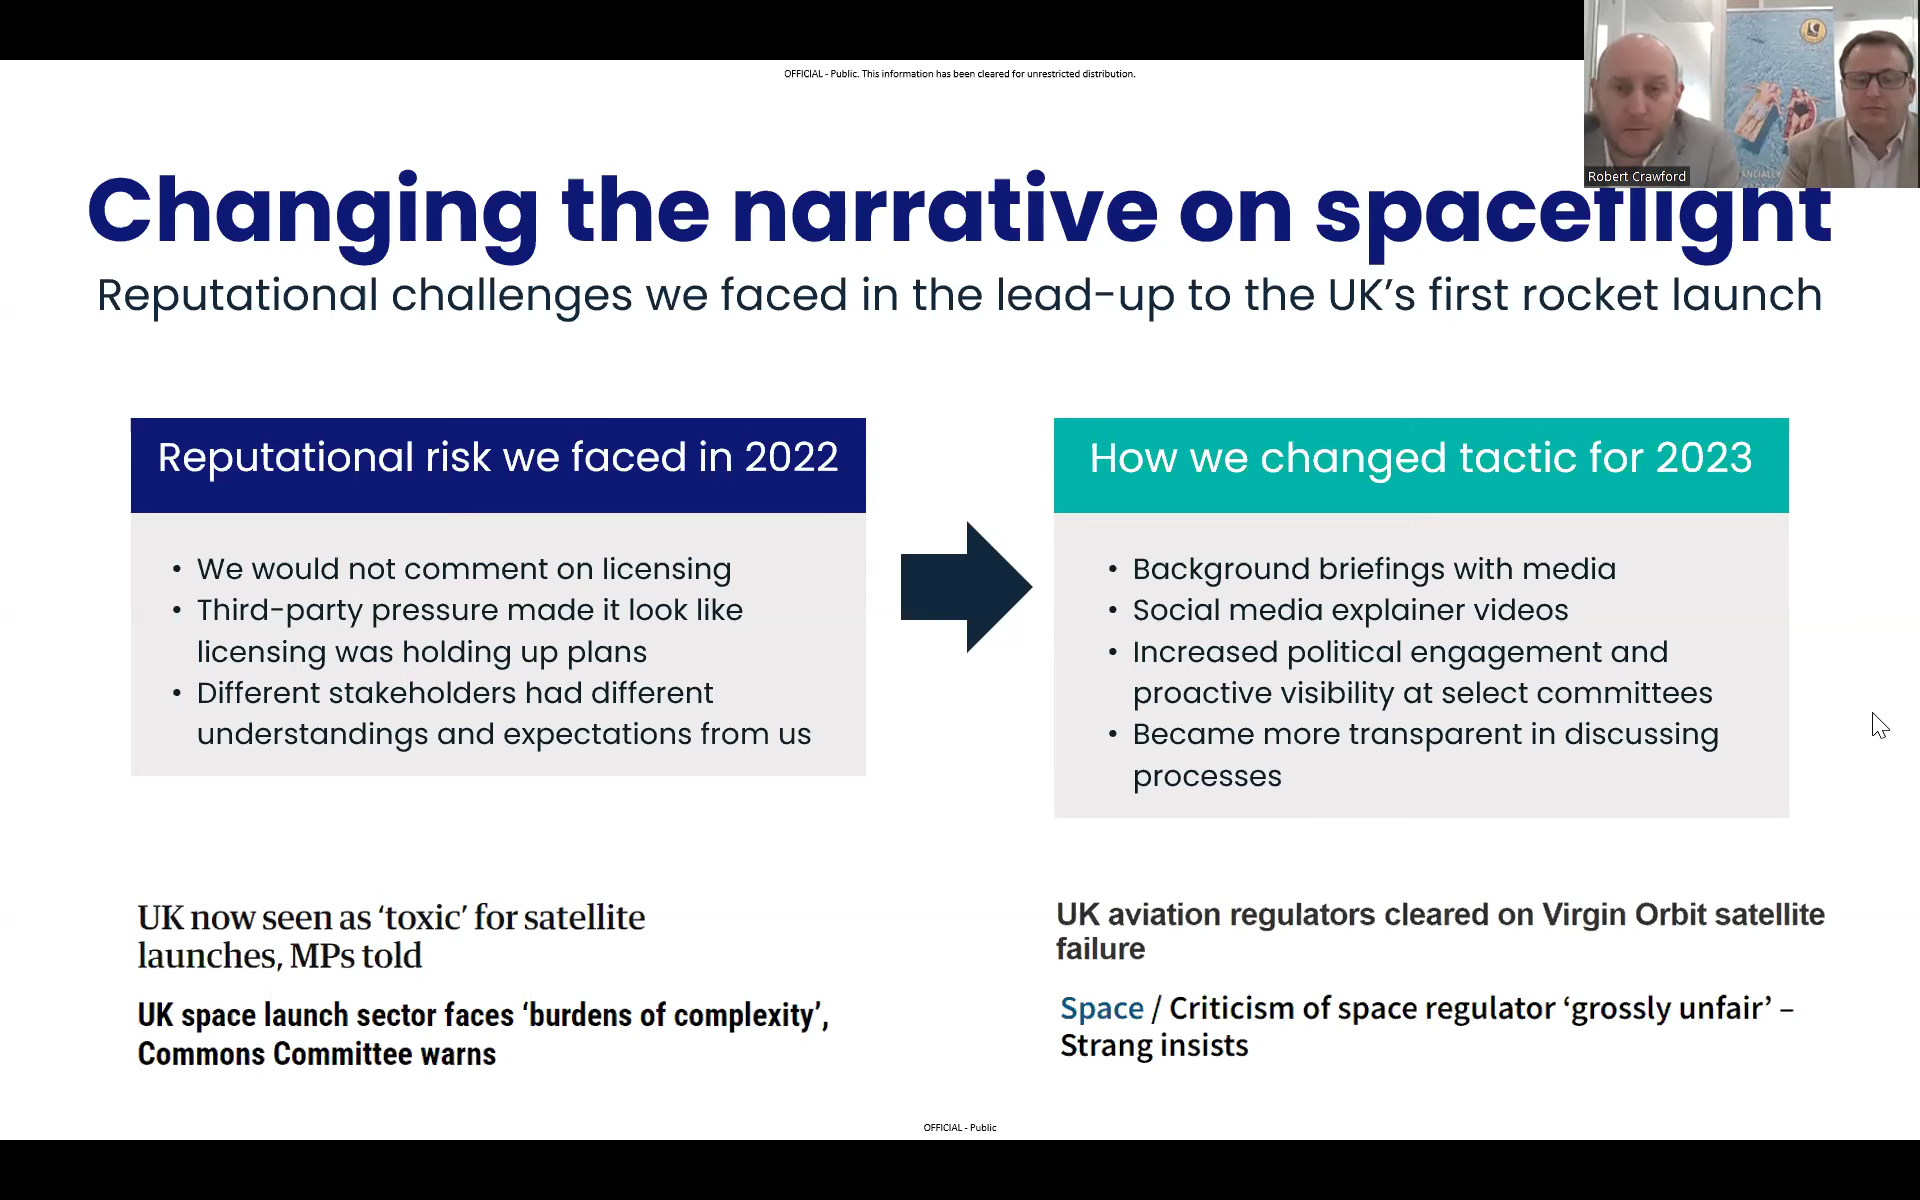 OFFICIAL - Public. This information has been cleared for unrestricted distribution.
Robert Crawford
Changing the narrative on spaceflight
Reputational challenges we faced in the lead-up to the UK's first rocket launch
Reputational risk we faced in 2022
• We would not comment on licensing
• Third-party pressure made it look like
licensing was holding up plans
• Different stakeholders had different
understandings and expectations from us
How we changed tactic for 2023
• Background briefings with media
• Social media explainer videos
• Increased political engagement and
proactive visibility at select committees
• Became more transparent in discussing
processes
UK now seen as ‘toxic’ for satellite
launches, MPs told
UK space launch sector faces ‘burdens of complexity’,
Commons Committee warns
UK aviation regulators cleared on Virgin Orbit satellite
failure
Space / Criticism of space regulator ‘grossly unfair’ –
Strang insists
OFFICIAL - Public